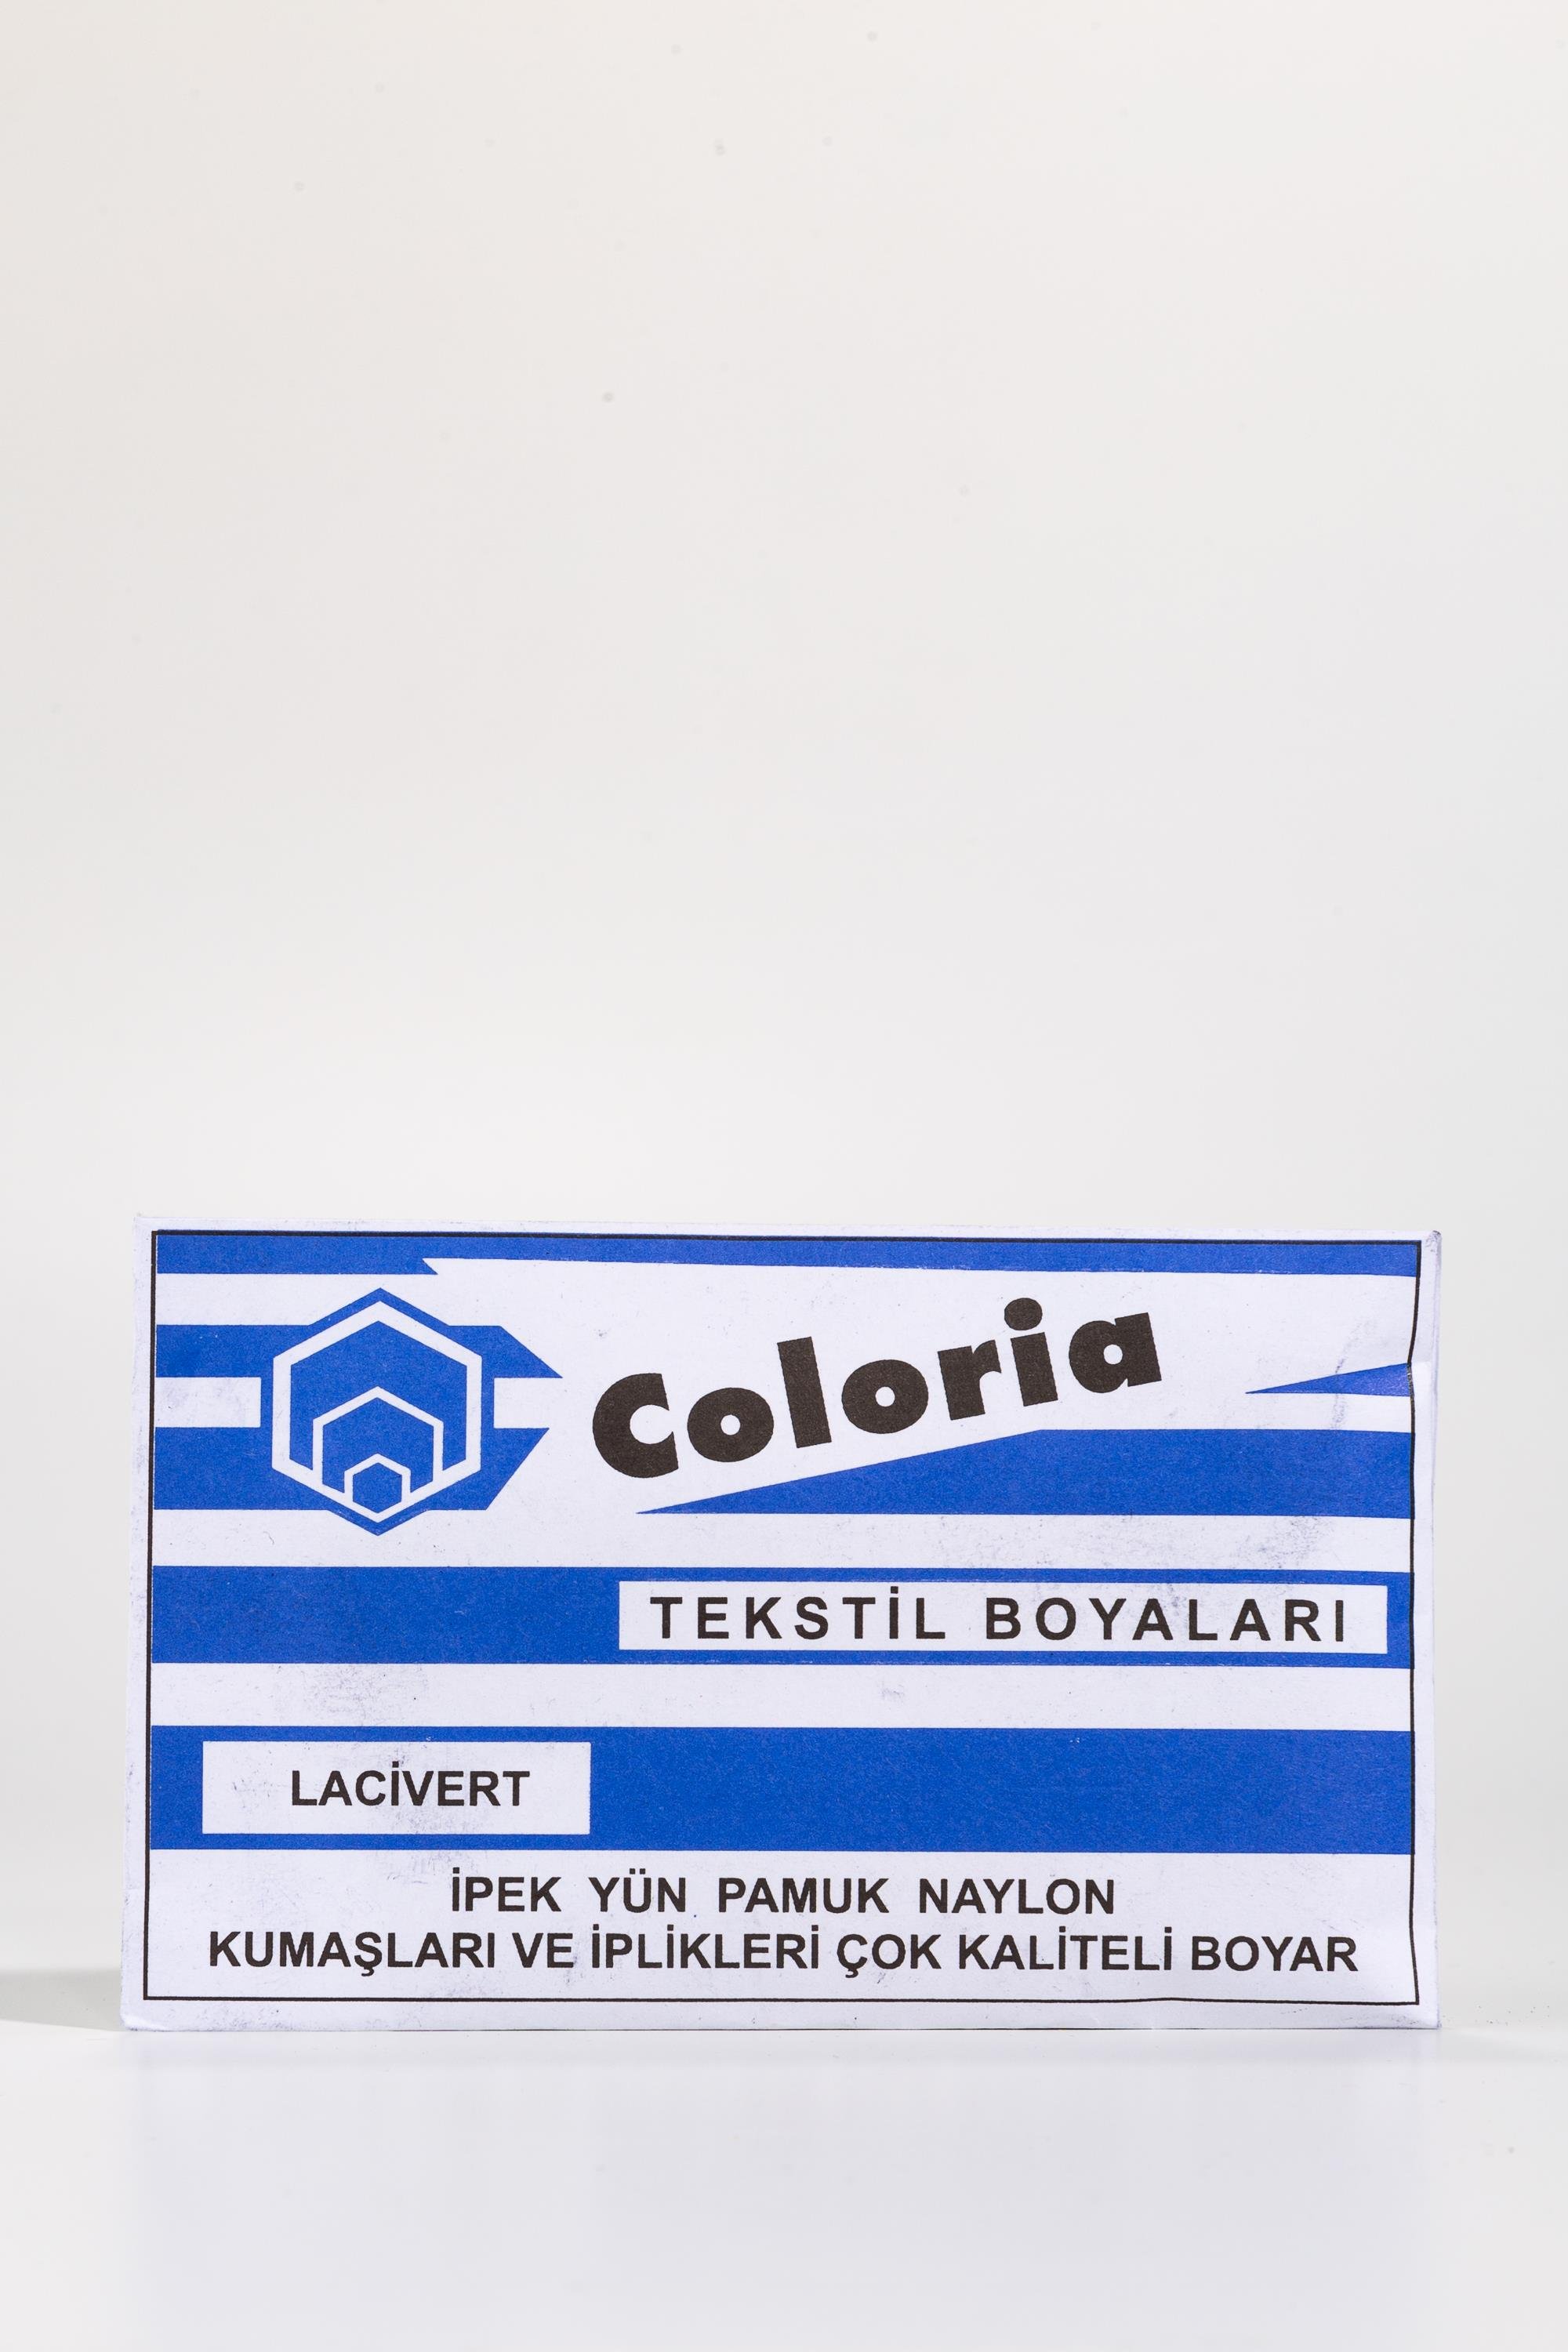 Coloria
TEKSTİL BOYALARI
LACİVERT
İPEK YÜN PAMUK NAYLON
KUMAŞLARI VE İPLİKLERİ ÇOK KALİTELİ BOYAR